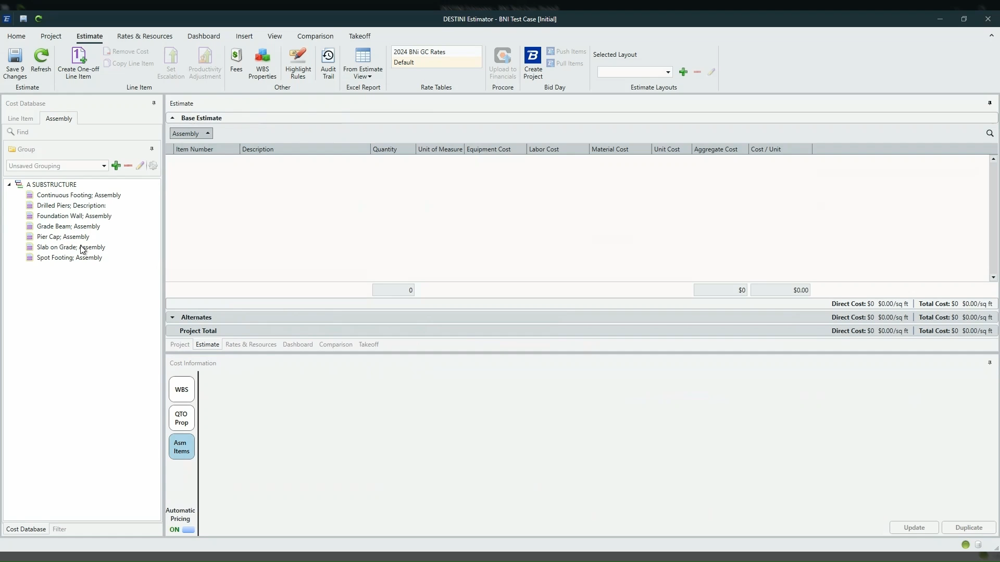 DESTINI Estimator - BNI Test Case [Initial]
Home Project Estimate Rates & Resources Dashboard Insert View Comparison Takeoff
Save 9 Changes
Refresh
Estimate
Create One-off Line Item
Remove Cost
Copy Line Item
Set Escalation
Productivity Adjustment
Line Item
Fees
WBS Properties
Highlight Rules
Audit Trail
Other
From Estimate View
Excel Report
2024 BNi GC Rates
Default
Rate Tables
Upload to Financials
Procore
B
Create Project
Push Items
Pull Items
Bid Day
Selected Layout
Estimate Layouts
Cost Database
Line Item Assembly
Find
Group
Unsaved Grouping
A SUBSTRUCTURE
Continuous Footing; Assembly
Drilled Piers; Description:
Foundation Wall; Assembly
Grade Beam; Assembly
Pier Cap; Assembly
Slab on Grade; Assembly
Spot Footing; Assembly
Cost Database Filter
Estimate
Base Estimate
Assembly
Item Number Description Quantity Unit of Measure Equipment Cost Labor Cost Material Cost Unit Cost Aggregate Cost Cost / Unit
0 $0 $0.00
Direct Cost: $0 $0.00/sq ft Total Cost: $0 $0.00/sq ft
Alternates Direct Cost: $0 $0.00/sq ft Total Cost: $0 $0.00/sq ft
Project Total Direct Cost: $0 $0.00/sq ft Total Cost: $0 $0.00/sq ft
Project Estimate Rates & Resources Dashboard Comparison Takeoff
Cost Information
WBS
QTO
Prop
Asm
Items
Automatic
Pricing
ON
Update Duplicate